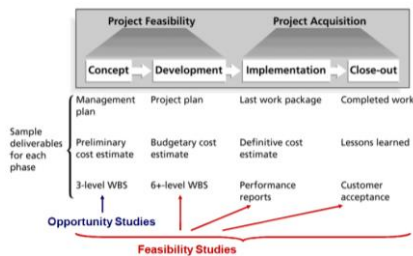 Project Feasibility
Project Acquisition
Concept
Development
Implementation
Close-out
Sample
deliverables
for each
phase
Management
plan
Project plan
Last work package
Completed work
Preliminary
cost estimate
Budgetary cost
estimate
Definitive cost
estimate
Lessons learned
3-level WBS
6+-level WBS
Performance
reports
Customer
acceptance
Opportunity Studies
Feasibility Studies